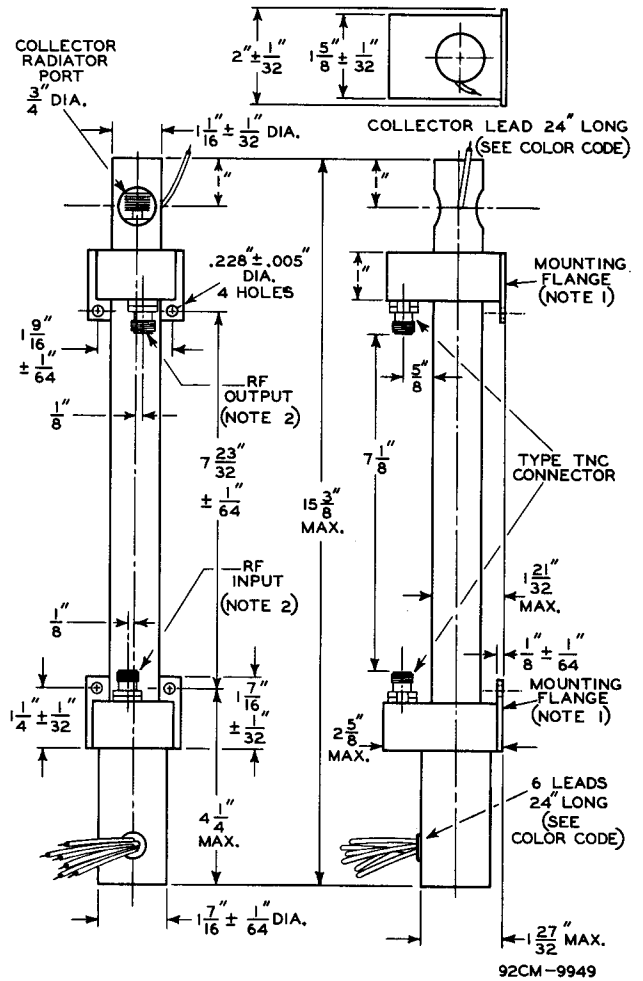 2" ± 1/32"
1 5/8" ± 1/32"
COLLECTOR
RADIATOR
PORT
3/4" DIA.
1 1/16" ± 1/32" DIA.
COLLECTOR LEAD 24" LONG
(SEE COLOR CODE)
1"
1"
.228" ± .005"
DIA.
4 HOLES
1"
MOUNTING
FLANGE
(NOTE 1)
1 9/16"
± 1/64"
1/8"
RF
OUTPUT
(NOTE 2)
5/8"
7 23/32"
± 1/64"
7 1/8"
15 3/8"
MAX.
TYPE TNC
CONNECTOR
RF
INPUT
(NOTE 2)
1/8"
1 21/32"
MAX.
1/8" ± 1/64"
1 1/4" ± 1/32"
1 7/16"
± 1/32"
MOUNTING
FLANGE
(NOTE 1)
2 5/8"
MAX.
4 1/4"
MAX.
6 LEADS
24" LONG
(SEE
COLOR CODE)
1 7/16" ± 1/64" DIA.
1 27/32" MAX.
92CM-9949